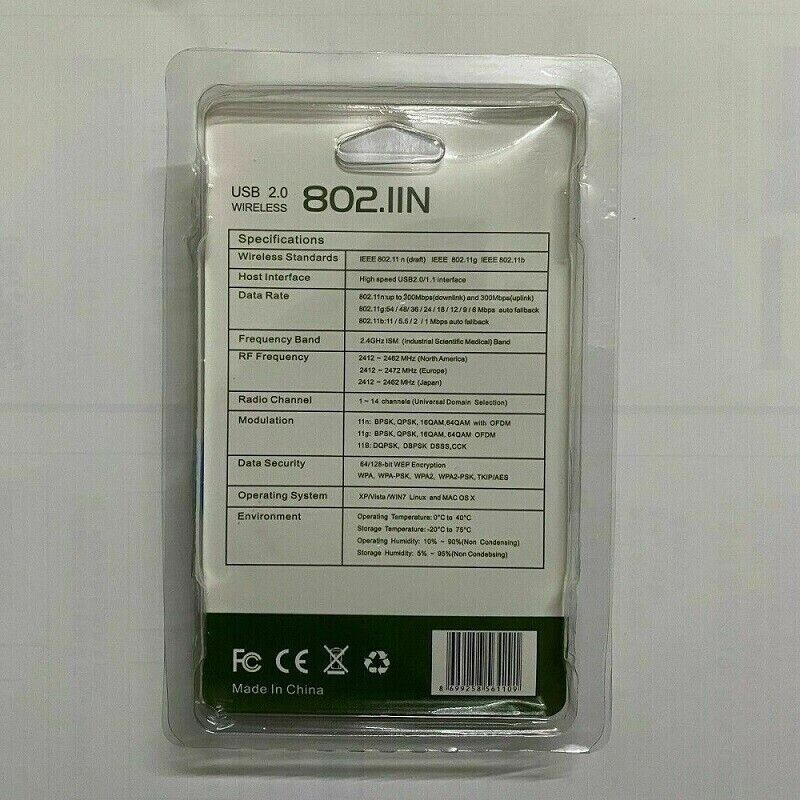 USB 2.0
WIRELESS
802.11N
Specifications
Wireless Standards IEEE 802.11 n (draft) IEEE 802.11g IEEE 802.11b
Host Interface High speed USB2.0/1.1 interface
Data Rate 802.11n:up to 300Mbps(downlink) and 300Mbps(uplink)
802.11g:54 / 48/ 36 / 24 / 18 / 12 / 9 / 6 Mbps auto fallback
802.11b:11 / 5.5 / 2 / 1 Mbps auto fallback
Frequency Band 2.4GHz ISM (Industrial Scientific Medical) Band
RF Frequency 2412 ~ 2462 MHz (North America)
2412 ~ 2472 MHz (Europe)
2412 ~ 2462 MHz (Japan)
Radio Channel 1 ~ 14 channels (Universal Domain Selection)
Modulation 11n: BPSK, QPSK, 16QAM,64QAM with OFDM
11g: BPSK, QPSK, 16QAM, 64QAM OFDM
11B: DQPSK, DBPSK DSSS,CCK
Data Security 64/128-bit WEP Encryption
WPA, WPA-PSK, WPA2, WPA2-PSK, TKIP/AES
Operating System XP/Vista /WIN7 Linux and MAC OS X
Environment Operating Temperature: 0°C to 40°C
Storage Temperature: -20°C to 75°C
Operating Humidity: 10% ~ 90%(Non Condensing)
Storage Humidity: 5% ~ 95%(Non Condebsing)
FC CE
Made In China
8 699258 561109